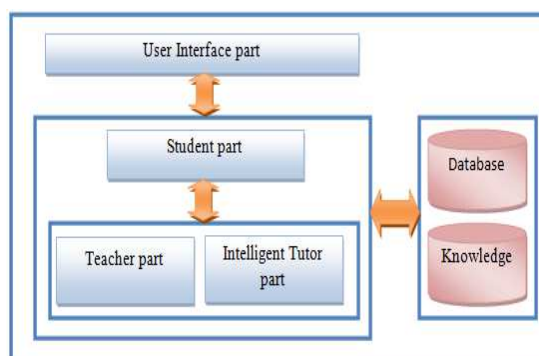 User Interface part
Student part
Database
Teacher part
Intelligent Tutor
part
Knowledge